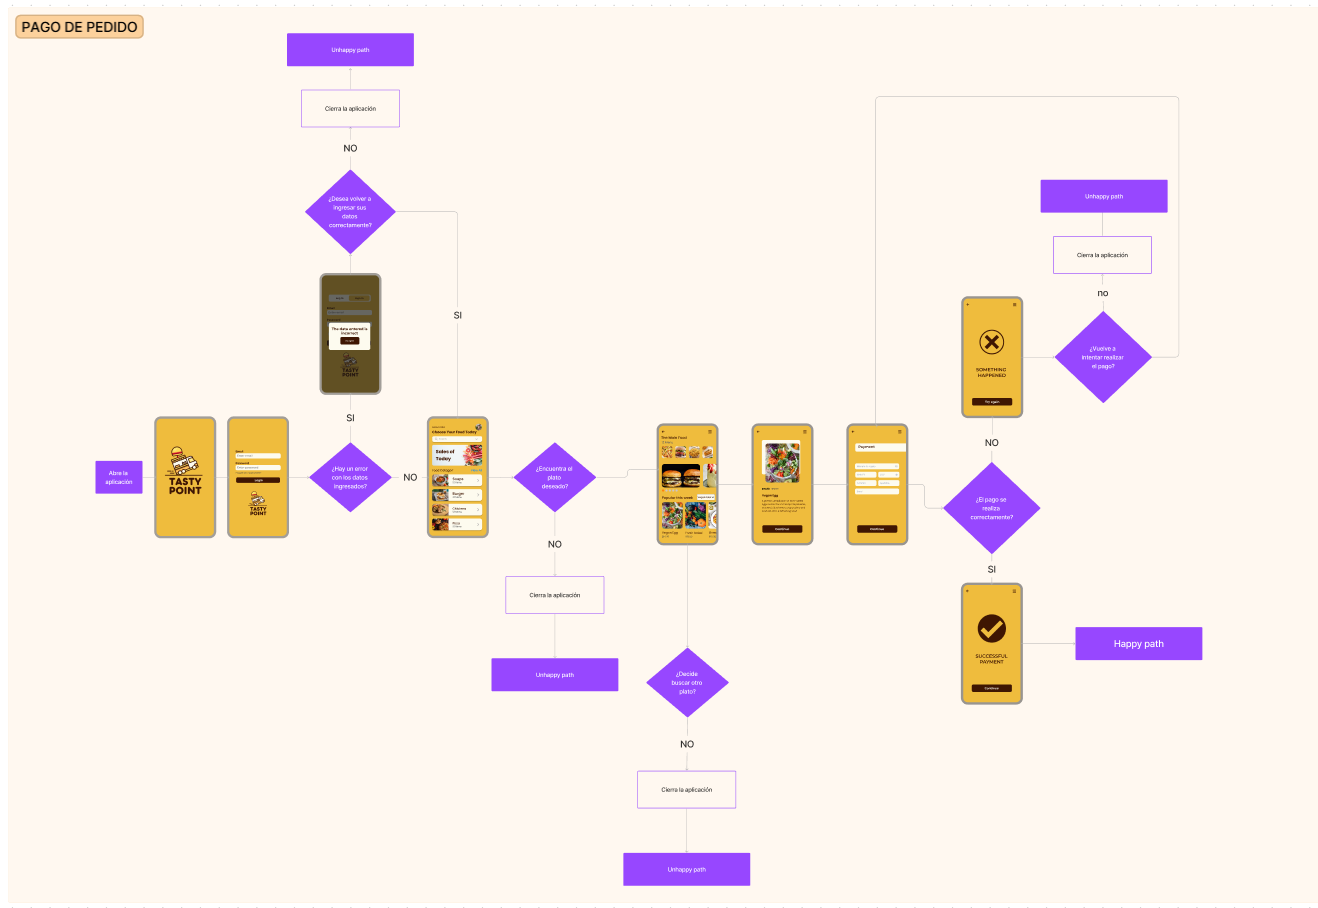 PAGO DE PEDIDO
Unhappy path
Cierra la aplicación
NO
¿Desea volver a
ingresar sus
datos
correctamente?
SI
The data entered is
incorrect
TASTY
POINT
SI
Abre la
aplicación
TASTY
POINT
Email
Password
Login
TASTY
POINT
¿Hay un error
con los datos
ingresados?
NO
Choose Your Food Today
Sales of
Today
Soups
Burger
Chicken
Pizza
¿Encuentra el
plato
deseado?
NO
Cierra la aplicación
Unhappy path
Popular this week
¿Decide
buscar otro
plato?
NO
Cierra la aplicación
Unhappy path
Continue
Payment
Continue
¿El pago se
realiza
correctamente?
NO
SOMETHING
HAPPENED
Try again
¿Vuelve a
intentar realizar
el pago?
no
Cierra la aplicación
Unhappy path
SI
SUCCESSFUL
PAYMENT
Continue
Happy path